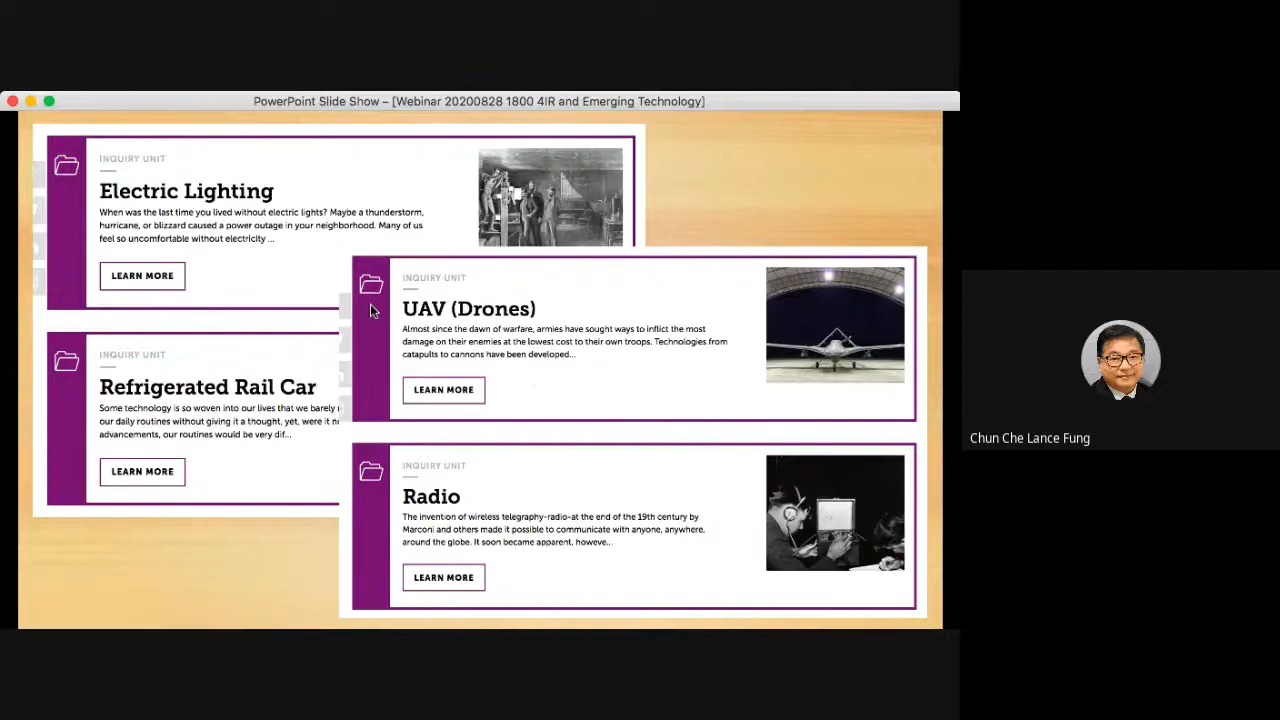 PowerPoint Slide Show – [Webinar 20200828 1800 4IR and Emerging Technology]
INQUIRY UNIT
Electric Lighting
When was the last time you lived without electric lights? Maybe a thunderstorm,
hurricane, or blizzard caused a power outage in your neighborhood. Many of us
feel so uncomfortable without electricity ...
LEARN MORE
INQUIRY UNIT
Refrigerated Rail Car
Some technology is so woven into our lives that we barely
our daily routines without giving it a thought, yet, were it
advancements, our routines would be very dif...
LEARN MORE
INQUIRY UNIT
UAV (Drones)
Almost since the dawn of warfare, armies have sought ways to inflict the most
damage on their enemies at the lowest cost to their own troops. Technologies from
catapults to cannons have been developed...
LEARN MORE
INQUIRY UNIT
Radio
The invention of wireless telegraphy-radio-at the end of the 19th century by
Marconi and others made it possible to communicate with anyone, anywhere,
around the globe. It soon became apparent, howeve...
LEARN MORE
Chun Che Lance Fung